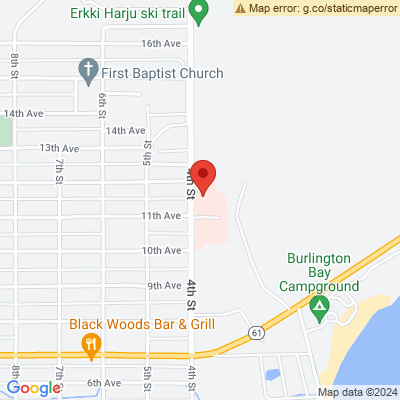 Map error: g.co/staticmaperror
Erkki Harju ski trail
16th Ave
8th St
First Baptist Church
6th St
14th Ave
14th Ave
5th St
13th Ave
7th St
4th St
11th Ave
10th Ave
Burlington
Bay
Campground
9th Ave
4th St
Black Woods Bar & Grill
61
8th St
7th St
6th Ave
5th St
4th St
Google
Map data ©2024